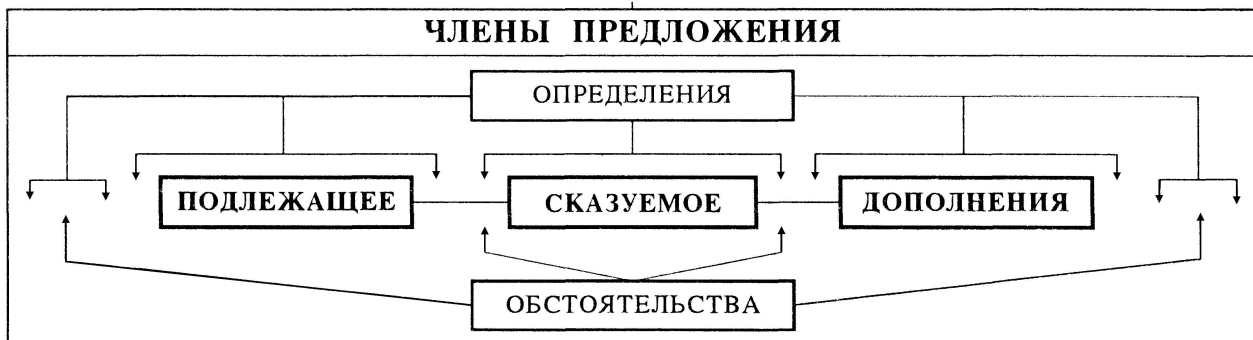 ЧЛЕНЫ ПРЕДЛОЖЕНИЯ
ОПРЕДЕЛЕНИЯ
ПОДЛЕЖАЩЕЕ СКАЗУЕМОЕ ДОПОЛНЕНИЯ
ОБСТОЯТЕЛЬСТВА